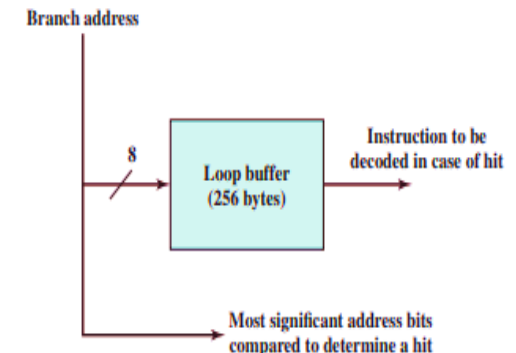 Branch address
8
Loop buffer
(256 bytes)
Instruction to be
decoded in case of hit
Most significant address bits
compared to determine a hit